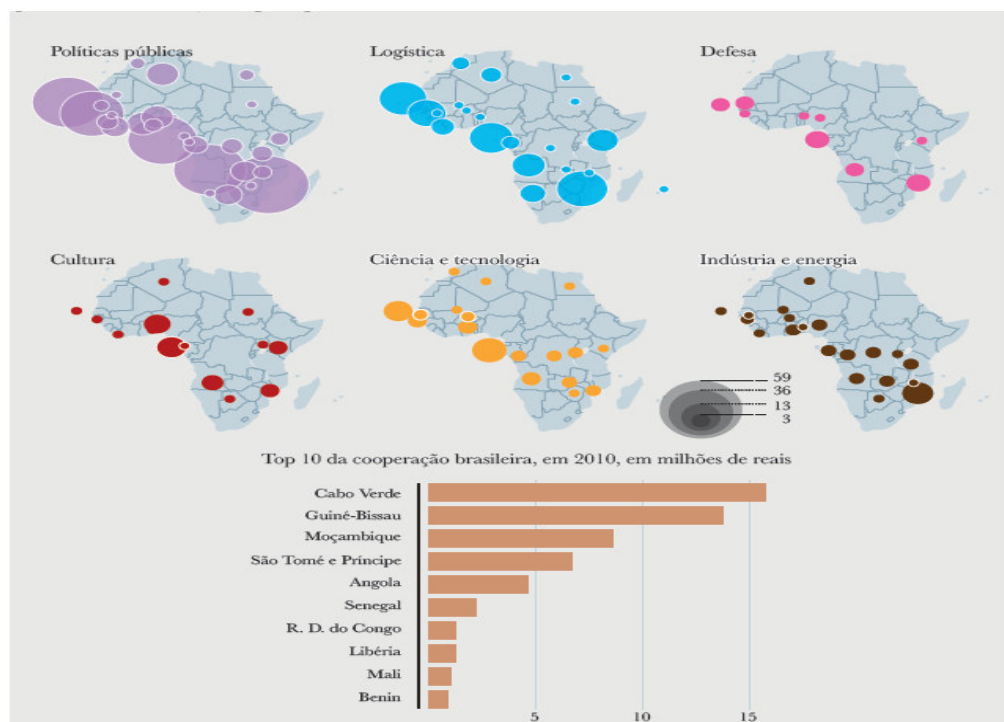 Políticas públicas
Logística
Defesa
Cultura
Ciência e tecnologia
Indústria e energia
59
36
13
3
Top 10 da cooperação brasileira, em 2010, em milhões de reais
Cabo Verde
Guiné-Bissau
Moçambique
São Tomé e Príncipe
Angola
Senegal
R. D. do Congo
Libéria
Mali
Benin
5
10
15